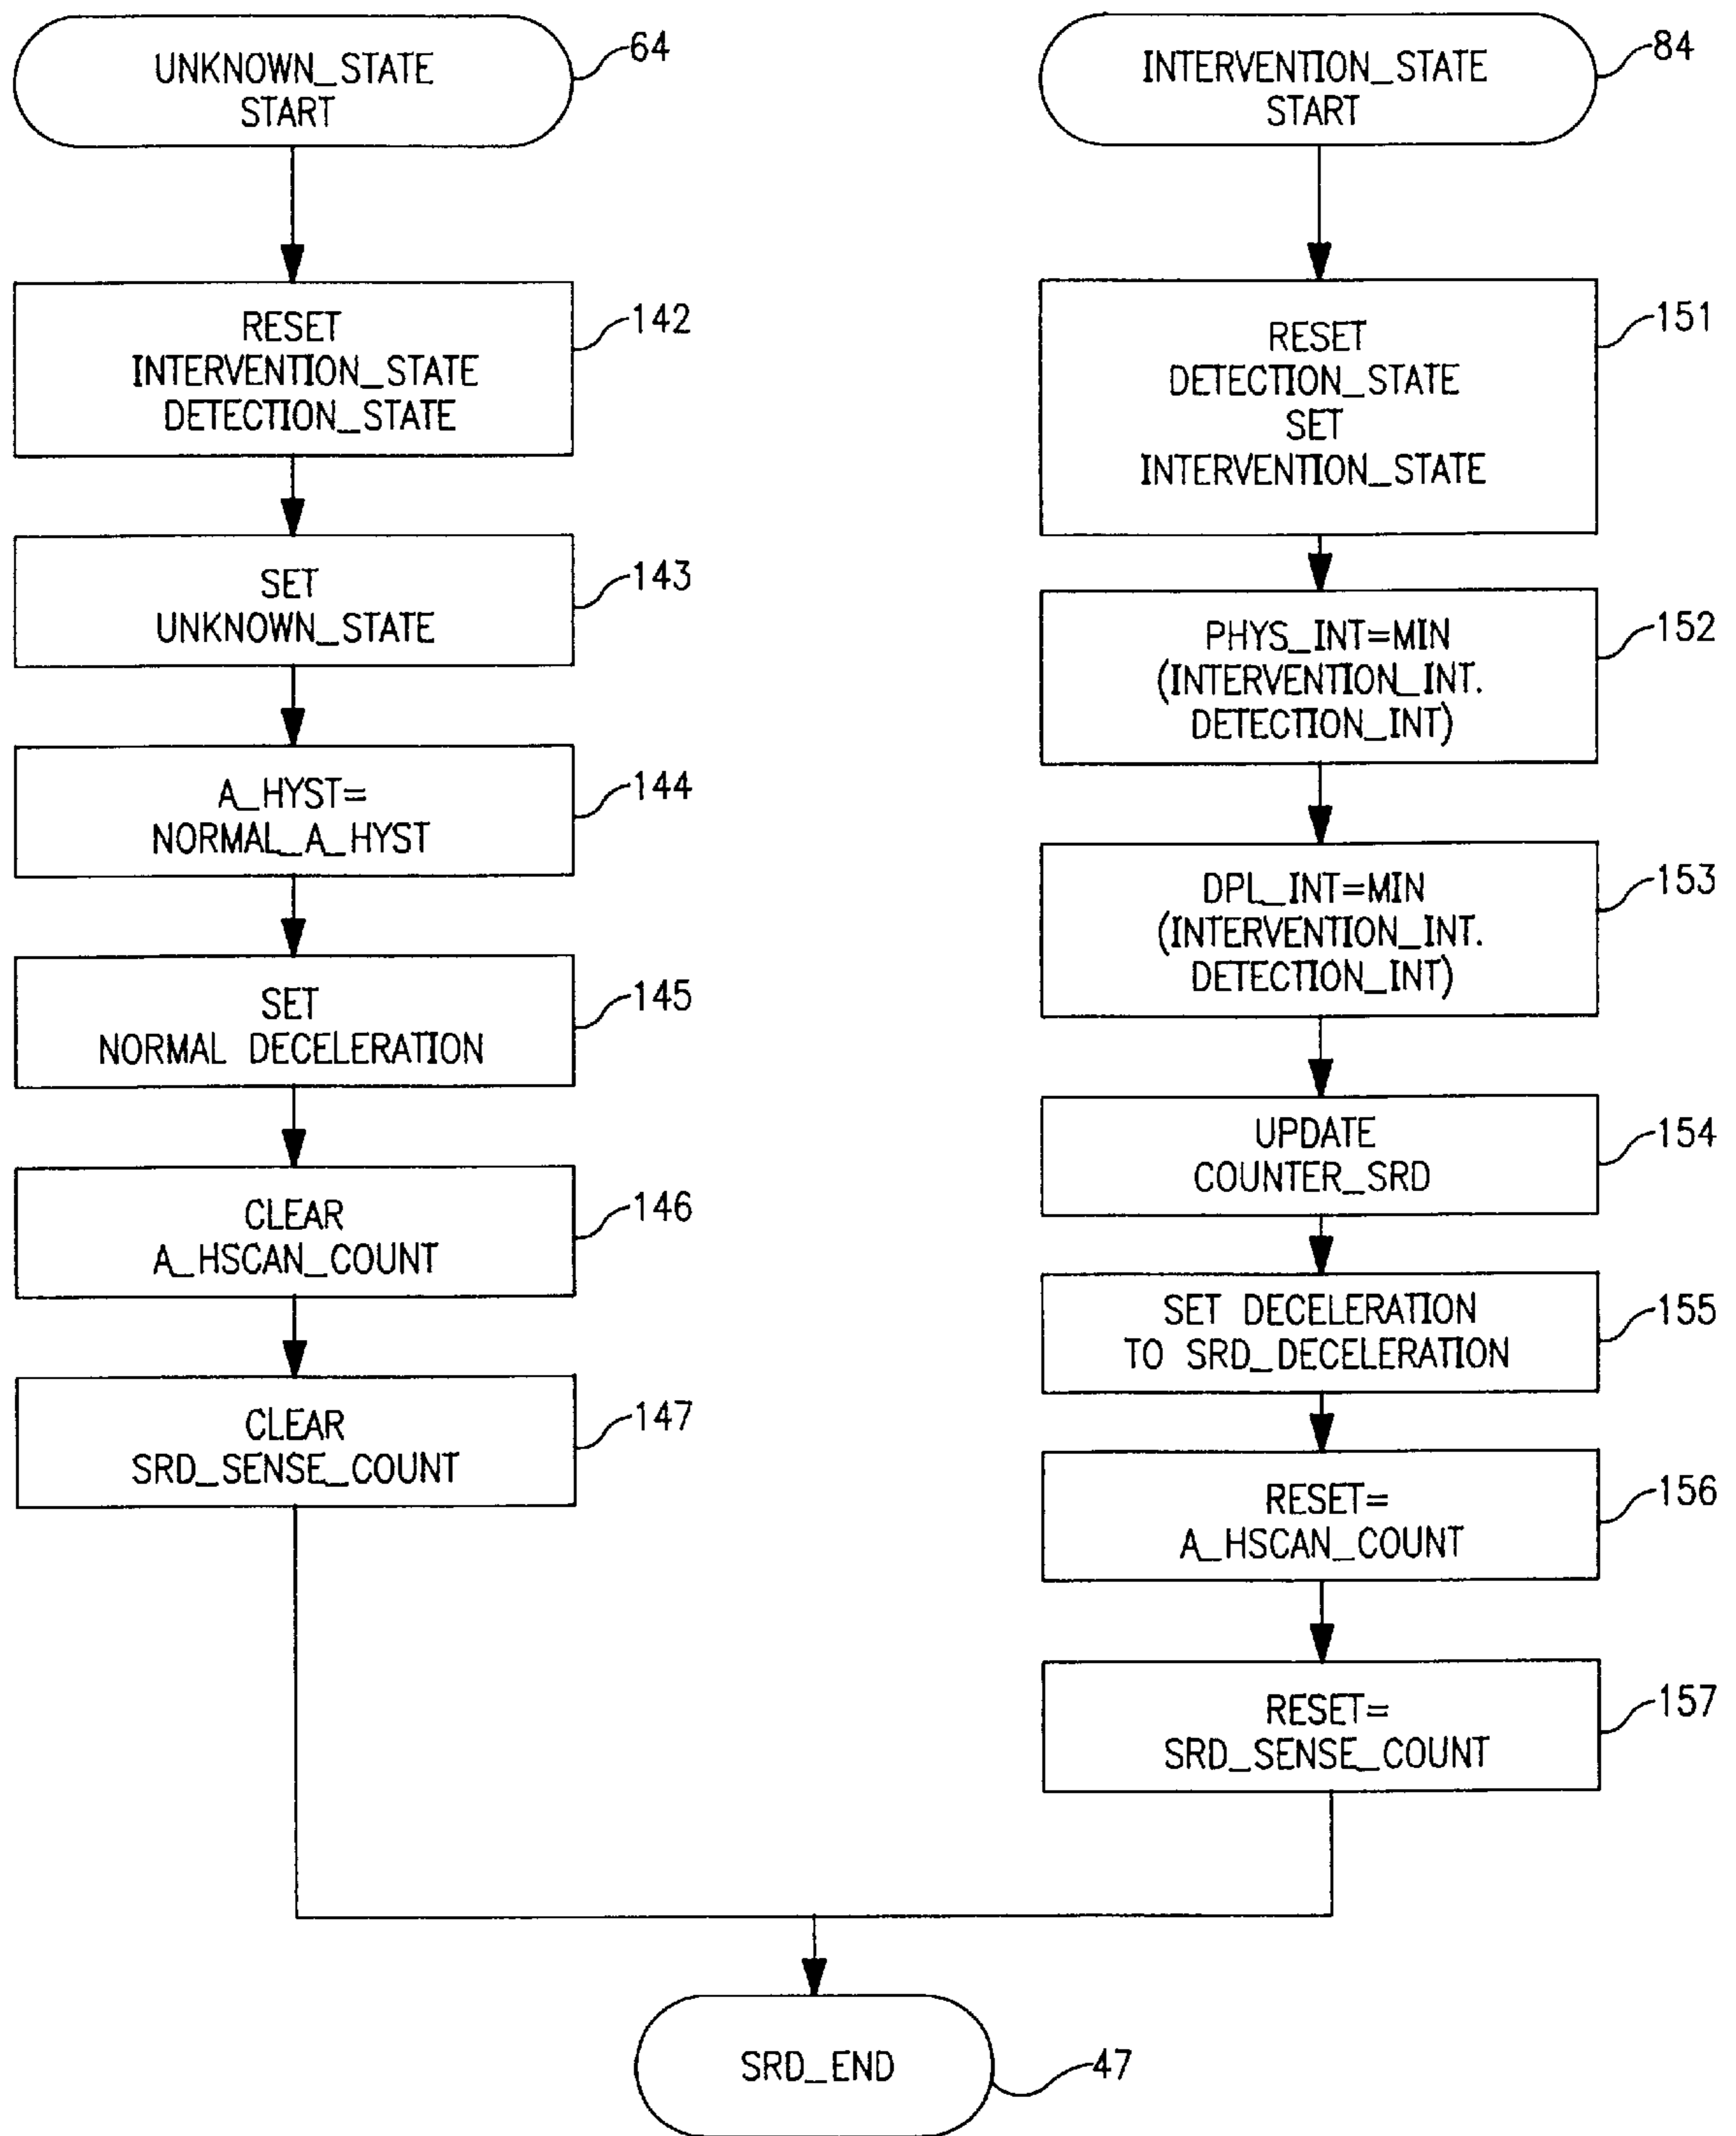 UNKNOWN_STATE
START
64
RESET
INTERVENTION_STATE
DETECTION_STATE
142
SET
UNKNOWN_STATE
143
A_HYST=
NORMAL_A_HYST
144
SET
NORMAL DECELERATION
145
CLEAR
A_HSCAN_COUNT
146
CLEAR
SRD_SENSE_COUNT
147
INTERVENTION_STATE
START
84
RESET
DETECTION_STATE
SET
INTERVENTION_STATE
151
PHYS_INT=MIN
(INTERVENTION_INT.
DETECTION_INT)
152
DPL_INT=MIN
(INTERVENTION_INT.
DETECTION_INT)
153
UPDATE
COUNTER_SRD
154
SET DECELERATION
TO SRD_DECELERATION
155
RESET=
A_HSCAN_COUNT
156
RESET=
SRD_SENSE_COUNT
157
SRD_END
47